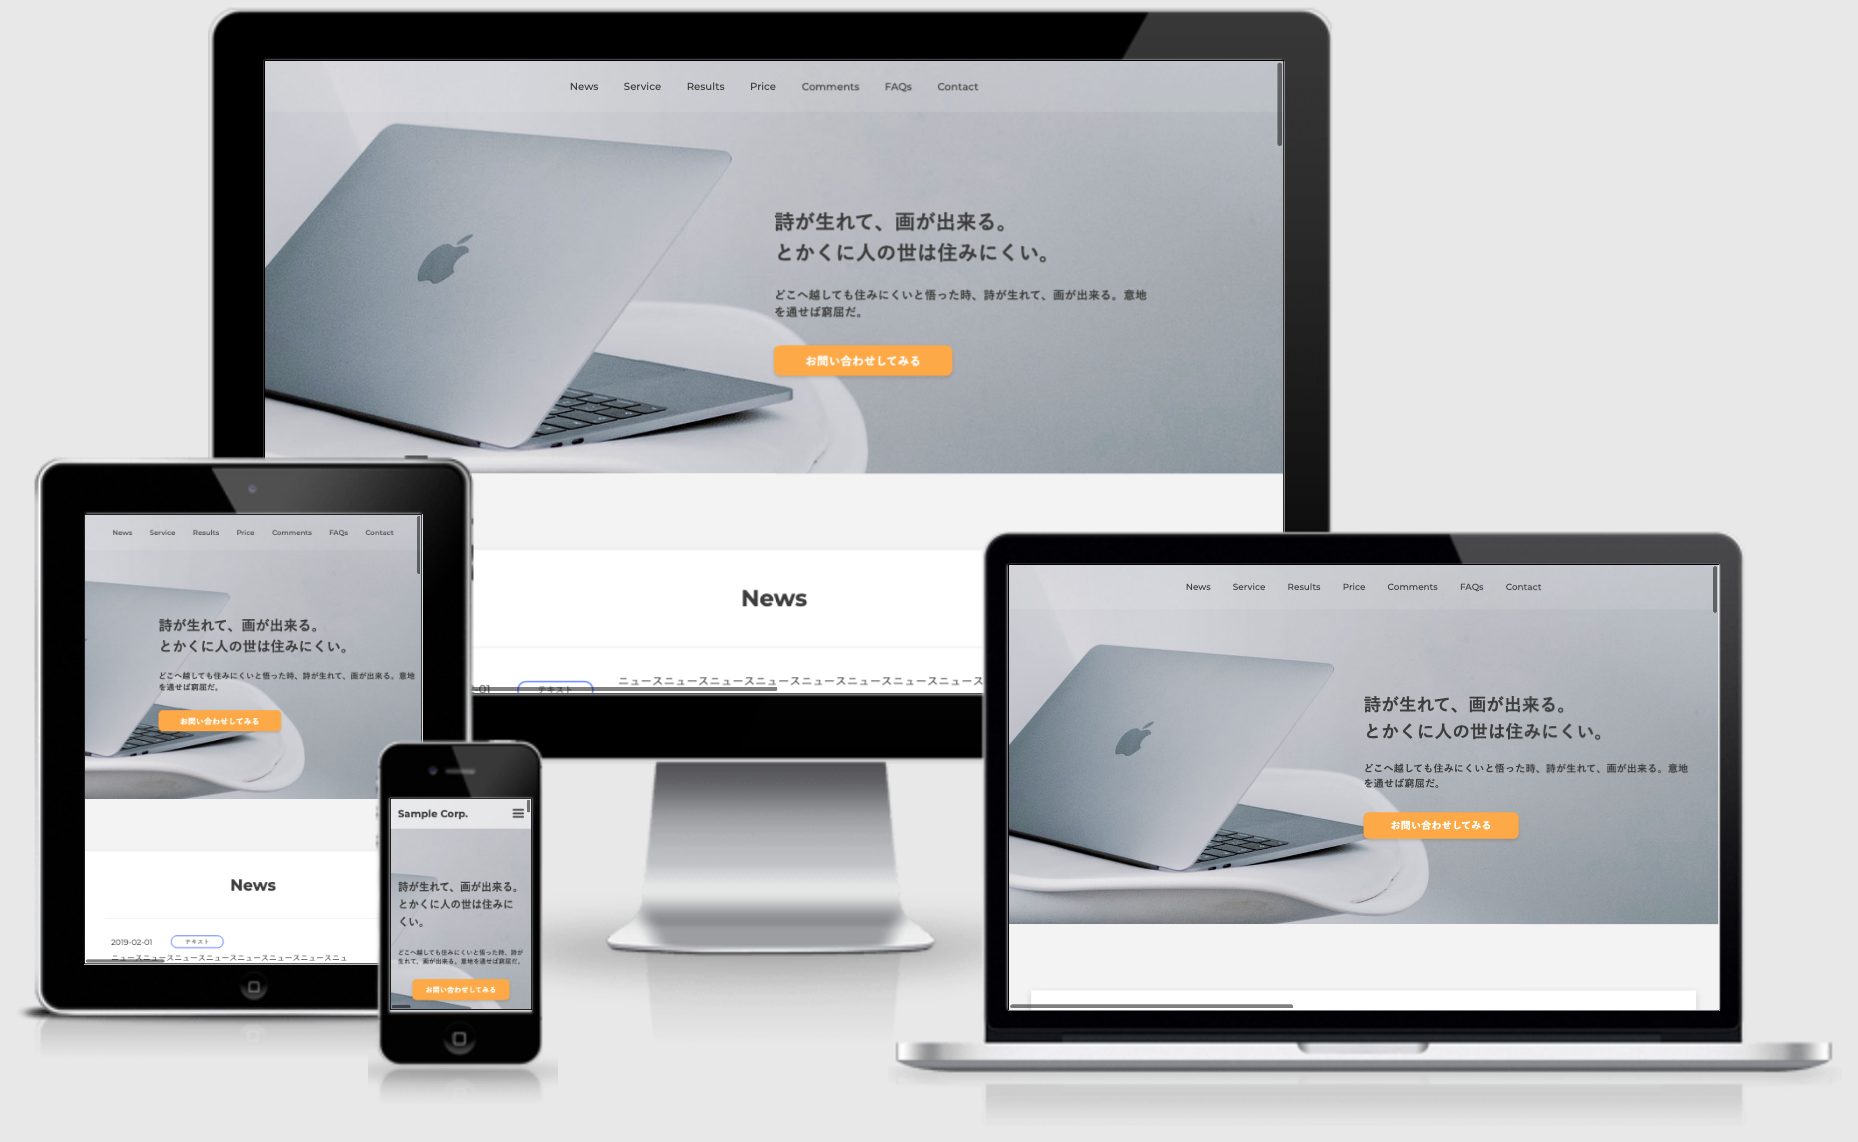 News Service Results Price Comments FAQs Contact
詩が生れて、画が出来る。
とかくに人の世は住みにくい。
どこへ越しても住みにくいと悟った時、詩が生れて、画が出来る。意地
を通せば窮屈だ。
お問い合わせしてみる
News
-01 テキスト ニュースニュースニュースニュースニュースニュースニュースニュース
News Service Results Price Comments FAQs Contact
詩が生れて、画が出来る。
とかくに人の世は住みにくい。
どこへ越しても住みにくいと悟った時、詩が生れて、画が出来る。意地
を通せば窮屈だ。
お問い合わせしてみる
News
2019-02-01 テキスト
ニュースニュースニュースニュースニュースニュースニュースニュ
Sample Corp.
詩が生れて、画が出来る。
とかくに人の世は住みに
くい。
どこへ越しても住みにくいと悟った時、詩が
生れて、画が出来る。意地を通せば窮屈だ。
お問い合わせしてみる
News Service Results Price Comments FAQs Contact
詩が生れて、画が出来る。
とかくに人の世は住みにくい。
どこへ越しても住みにくいと悟った時、詩が生れて、画が出来る。意地
を通せば窮屈だ。
お問い合わせしてみる